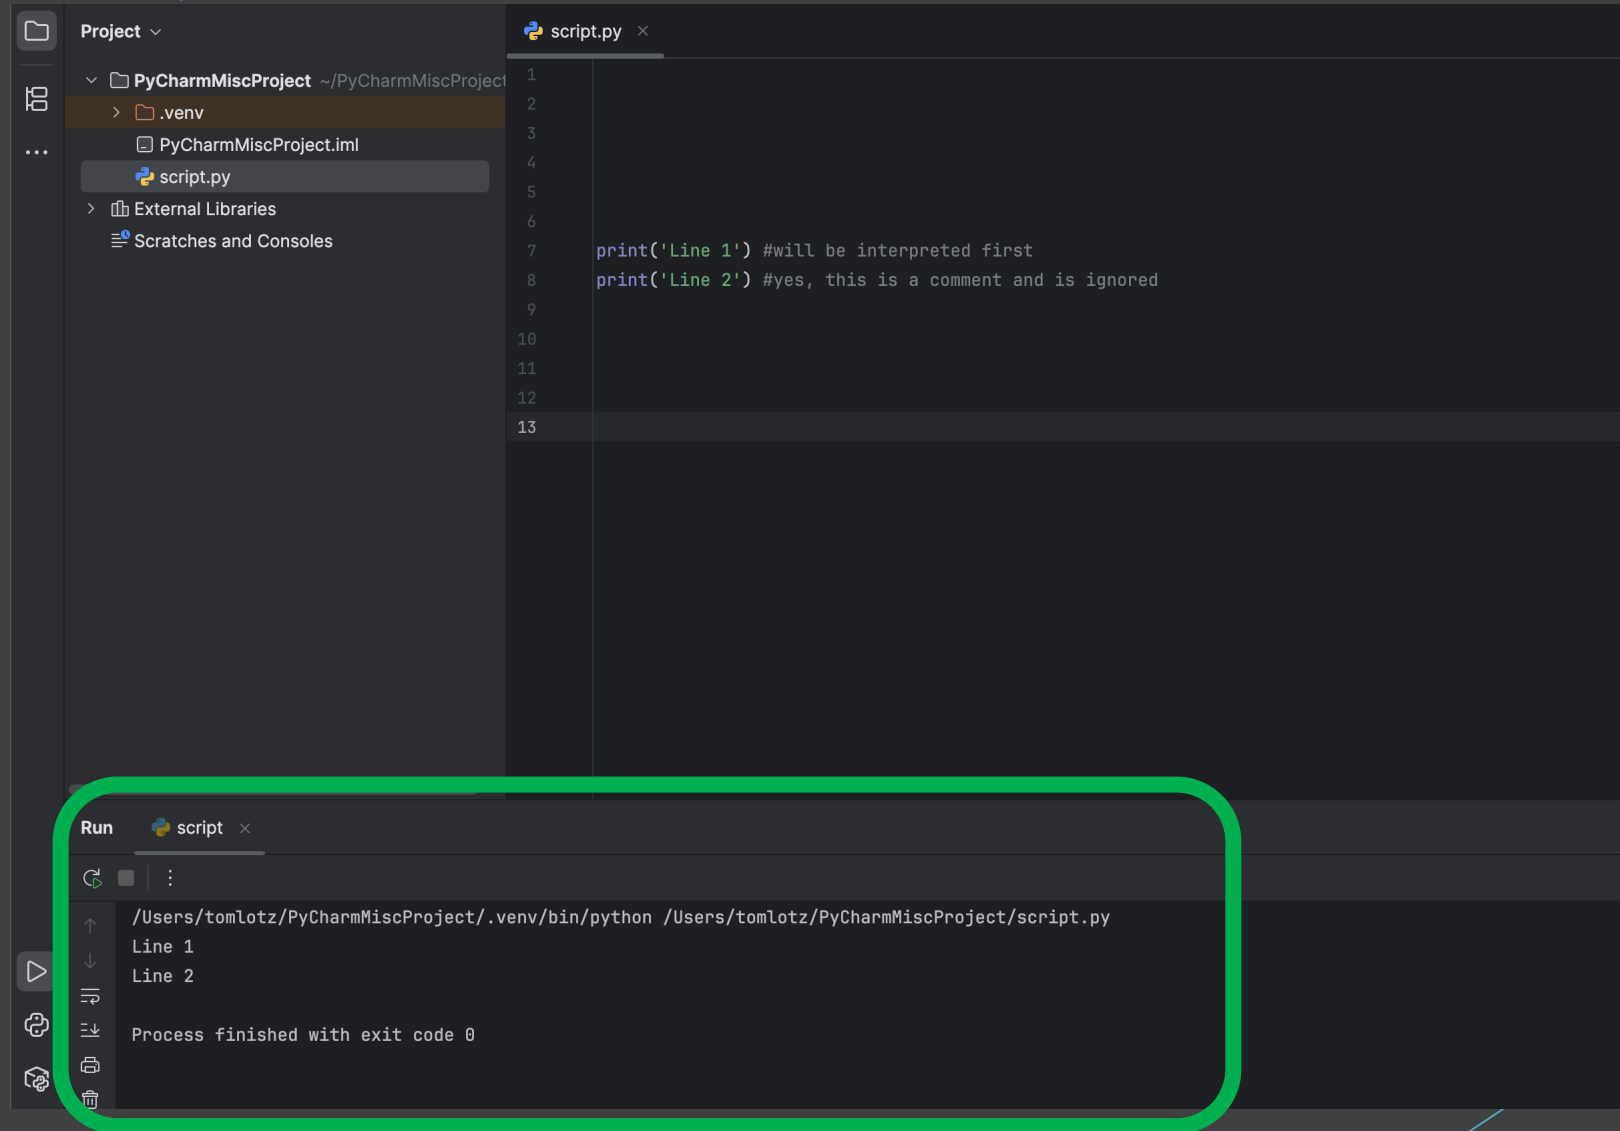 Project
PyCharmMiscProject ~/PyCharmMiscProject
.venv
PyCharmMiscProject.iml
script.py
External Libraries
Scratches and Consoles
script.py
1
2
3
4
5
6
7 print('Line 1') #will be interpreted first
8 print('Line 2') #yes, this is a comment and is ignored
9
10
11
12
13
Run script
/Users/tomlotz/PyCharmMiscProject/.venv/bin/python /Users/tomlotz/PyCharmMiscProject/script.py
Line 1
Line 2
Process finished with exit code 0